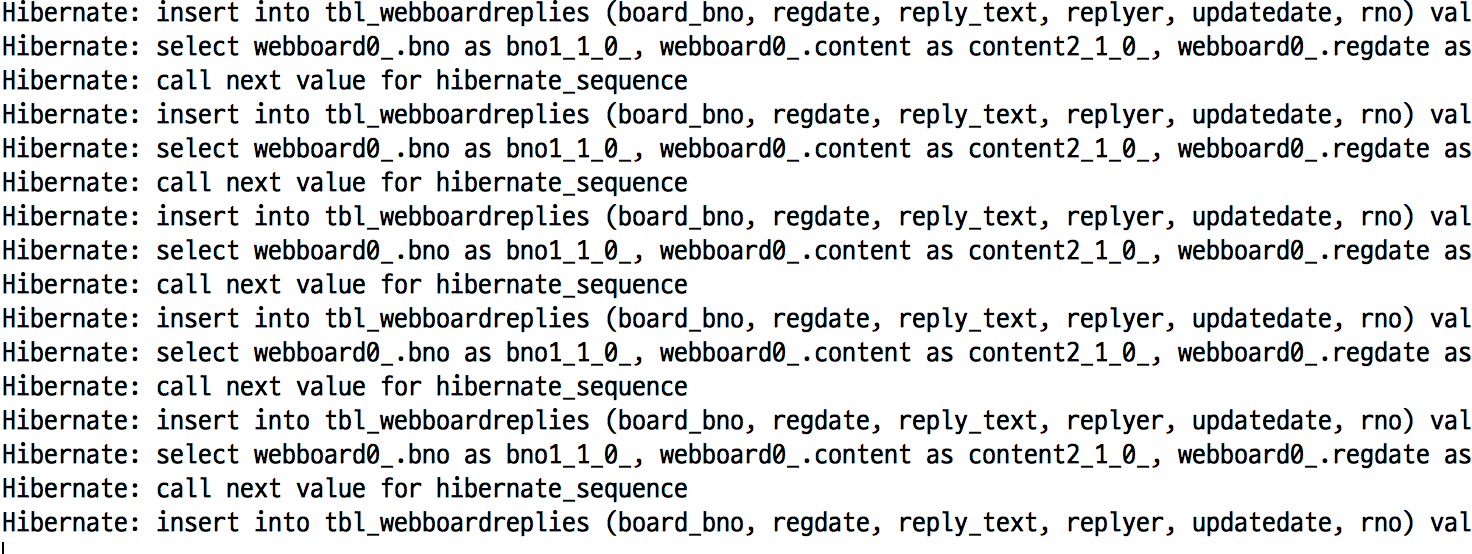 Hibernate: insert into tbl_webboardreplies (board_bno, regdate, reply_text, replyer, updatedate, rno) val
Hibernate: select webboard0_.bno as bno1_1_0_, webboard0_.content as content2_1_0_, webboard0_.regdate as
Hibernate: call next value for hibernate_sequence
Hibernate: insert into tbl_webboardreplies (board_bno, regdate, reply_text, replyer, updatedate, rno) val
Hibernate: select webboard0_.bno as bno1_1_0_, webboard0_.content as content2_1_0_, webboard0_.regdate as
Hibernate: call next value for hibernate_sequence
Hibernate: insert into tbl_webboardreplies (board_bno, regdate, reply_text, replyer, updatedate, rno) val
Hibernate: select webboard0_.bno as bno1_1_0_, webboard0_.content as content2_1_0_, webboard0_.regdate as
Hibernate: call next value for hibernate_sequence
Hibernate: insert into tbl_webboardreplies (board_bno, regdate, reply_text, replyer, updatedate, rno) val
Hibernate: select webboard0_.bno as bno1_1_0_, webboard0_.content as content2_1_0_, webboard0_.regdate as
Hibernate: call next value for hibernate_sequence
Hibernate: insert into tbl_webboardreplies (board_bno, regdate, reply_text, replyer, updatedate, rno) val
Hibernate: select webboard0_.bno as bno1_1_0_, webboard0_.content as content2_1_0_, webboard0_.regdate as
Hibernate: call next value for hibernate_sequence
Hibernate: insert into tbl_webboardreplies (board_bno, regdate, reply_text, replyer, updatedate, rno) val